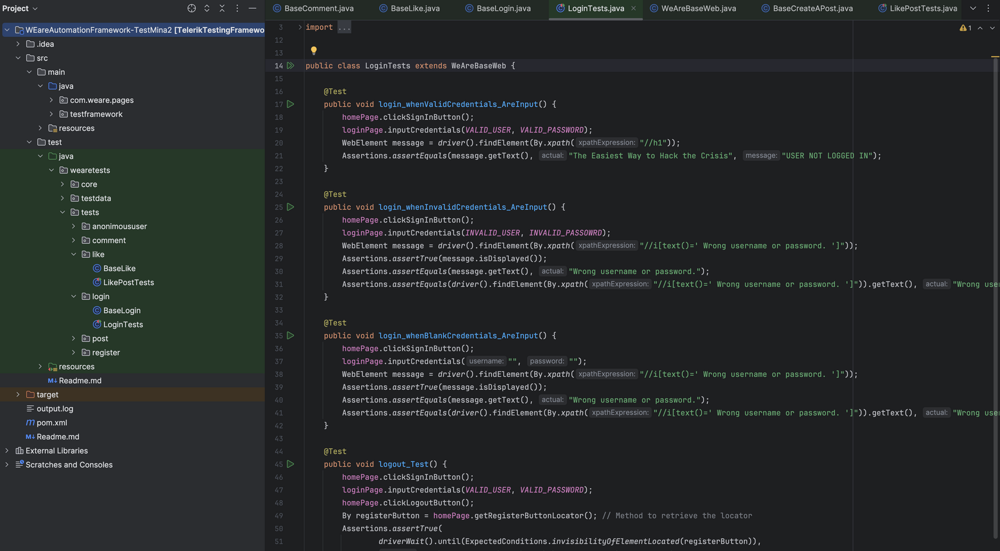 Project
BaseComment.java BaseLike.java BaseLogin.java LoginTests.java WeAreBaseWeb.java BaseCreateAPost.java LikePostTests.java
WEareAutomationFramework-TestMina2 [TelerikTestingFramewo
.idea
src
main
java
com.weare.pages
testframework
resources
test
java
wearetests
core
testdata
tests
anonimoususer
comment
like
BaseLike
LikePostTests
login
BaseLogin
LoginTests
post
register
resources
M↓ Readme.md
target
output.log
m pom.xml
M↓ Readme.md
External Libraries
Scratches and Consoles
1
3 import ...
12
13
14 public class LoginTests extends WeAreBaseWeb {
15
16 @Test
17 public void login_whenValidCredentials_AreInput() {
18 homePage.clickSignInButton();
19 loginPage.inputCredentials(VALID_USER, VALID_PASSWORD);
20 WebElement message = driver().findElement(By.xpath( xpathExpression: "//h1"));
21 Assertions.assertEquals(message.getText(), actual: "The Easiest Way to Hack the Crisis", message: "USER NOT LOGGED IN");
22 }
23
24 @Test
25 public void login_whenInvalidCredentials_AreInput() {
26 homePage.clickSignInButton();
27 loginPage.inputCredentials(INVALID_USER, INVALID_PASSOWRD);
28 WebElement message = driver().findElement(By.xpath( xpathExpression: "//i[text()=' Wrong username or password. ']"));
29 Assertions.assertTrue(message.isDisplayed());
30 Assertions.assertEquals(message.getText(), actual: "Wrong username or password.");
31 Assertions.assertEquals(driver().findElement(By.xpath( xpathExpression: "//i[text()=' Wrong username or password. ']")).getText(), actual: "Wrong use
32 }
33
34 @Test
35 public void login_whenBlankCredentials_AreInput() {
36 homePage.clickSignInButton();
37 loginPage.inputCredentials( username: "", password: "");
38 WebElement message = driver().findElement(By.xpath( xpathExpression: "//i[text()=' Wrong username or password. ']"));
39 Assertions.assertTrue(message.isDisplayed());
40 Assertions.assertEquals(message.getText(), actual: "Wrong username or password.");
41 Assertions.assertEquals(driver().findElement(By.xpath( xpathExpression: "//i[text()=' Wrong username or password. ']")).getText(), actual: "Wrong use
42 }
43
44 @Test
45 public void logout_Test() {
46 homePage.clickSignInButton();
47 loginPage.inputCredentials(VALID_USER, VALID_PASSWORD);
48 homePage.clickLogoutButton();
49 By registerButton = homePage.getRegisterButtonLocator(); // Method to retrieve the locator
50 Assertions.assertTrue(
51 driverWait().until(ExpectedConditions.invisibilityOfElementLocated(registerButton)),